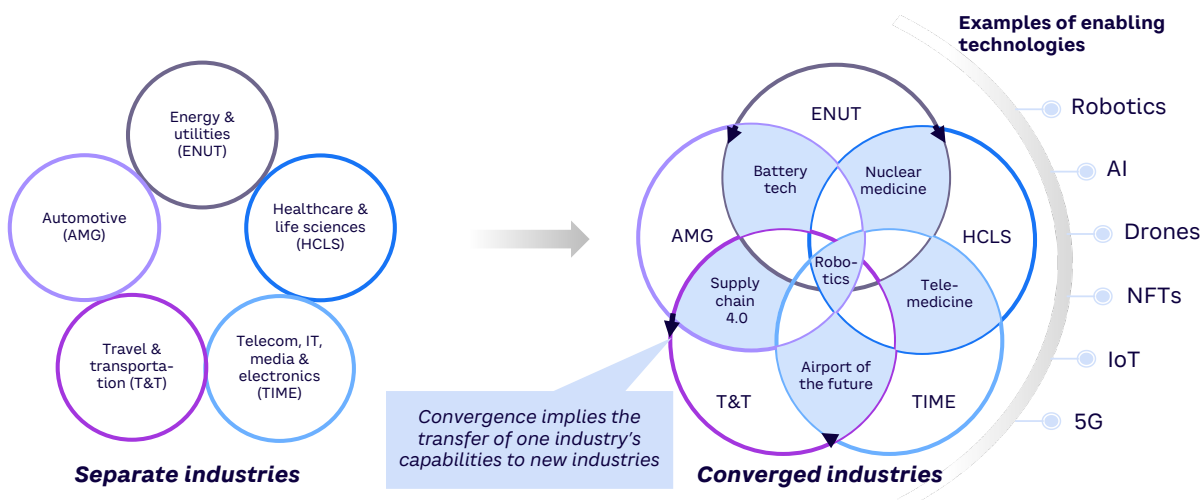 Examples of enabling
technologies
Energy &
utilities
(ENUT)
Automotive
(AMG)
Healthcare &
life sciences
(HCLS)
Travel &
transporta-
tion (T&T)
Telecom, IT,
media &
electronics
(TIME)
Separate industries
ENUT
Battery
tech
Nuclear
medicine
AMG
HCLS
Robo-
tics
Supply
chain
4.0
Tele-
medicine
Airport of
the future
T&T
TIME
Converged industries
Convergence implies the
transfer of one industry's
capabilities to new industries
Robotics
AI
Drones
NFTs
IoT
5G